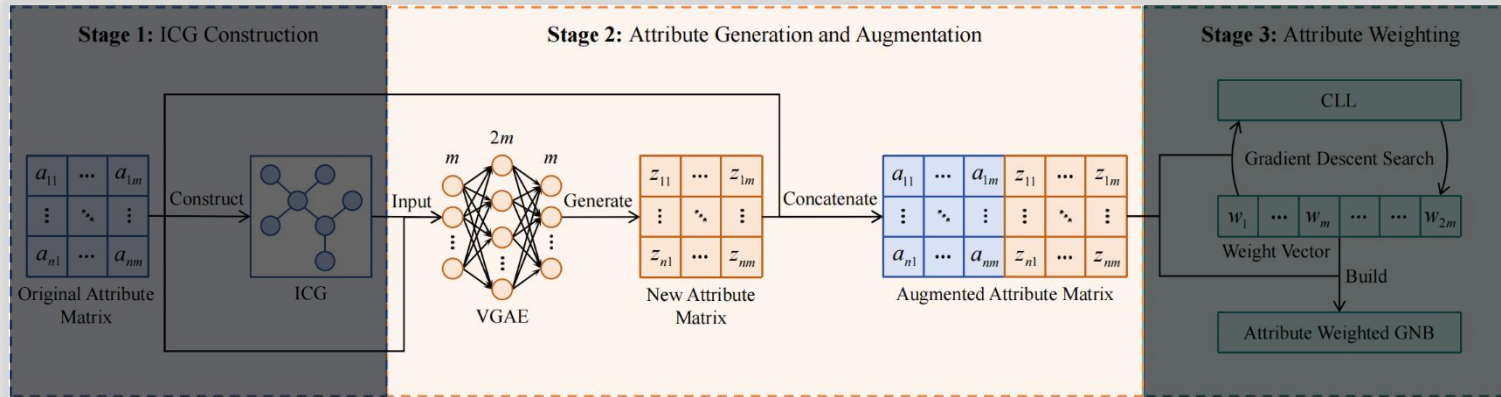 Stage 1: ICG Construction
Stage 2: Attribute Generation and Augmentation
Stage 3: Attribute Weighting
a11 ... a1m
⋮ ⋱ ⋮
an1 ... anm
Original Attribute
Matrix
Construct
ICG
Input
m
2m
m
⋮
⋮
⋮
VGAE
Generate
z11 ... z1m
⋮ ⋱ ⋮
zn1 ... znm
New Attribute
Matrix
Concatenate
a11 ... a1m z11 ... z1m
⋮ ⋱ ⋮ ⋮ ⋱ ⋮
an1 ... anm zn1 ... znm
Augmented Attribute Matrix
CLL
Gradient Descent Search
w1 ... wm ... ... w2m
Weight Vector
Build
Attribute Weighted GNB